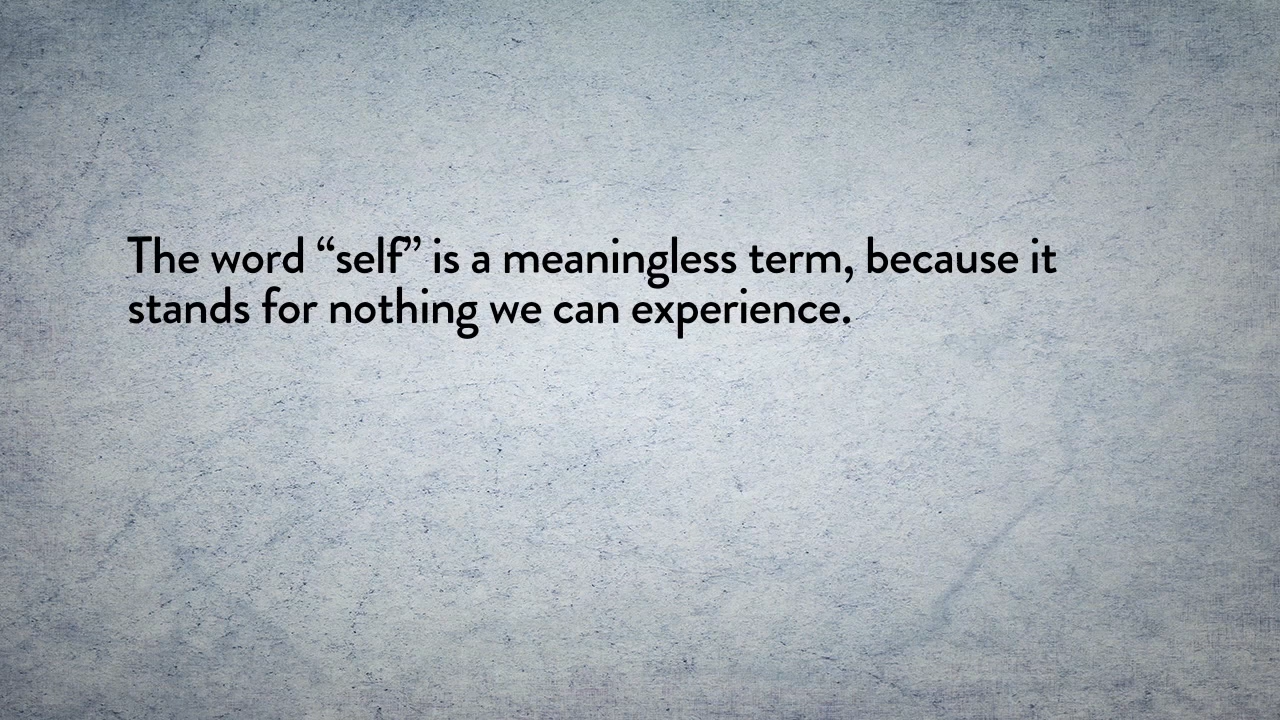 The word “self” is a meaningless term, because it
stands for nothing we can experience.